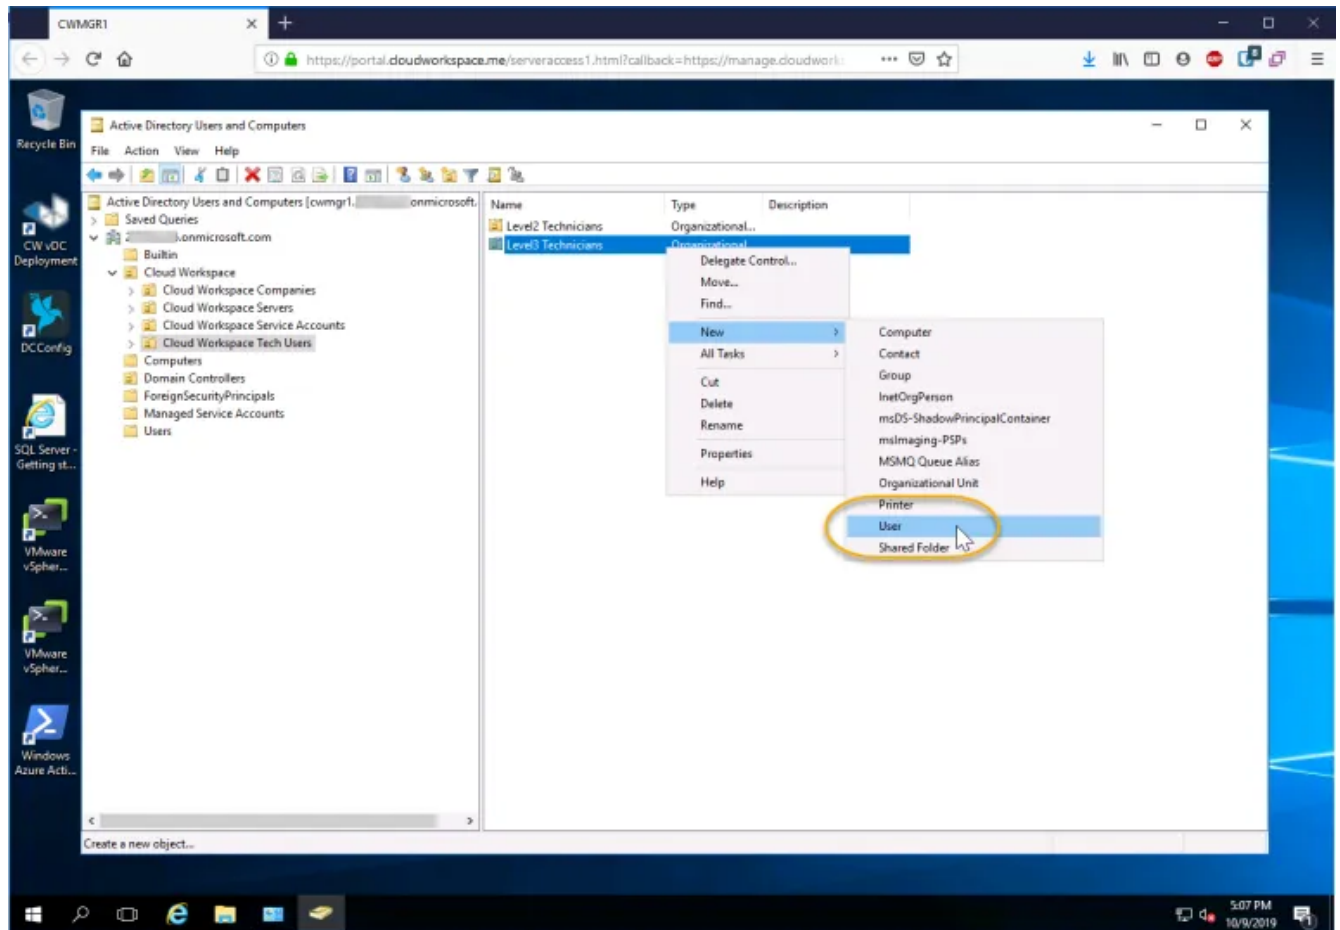 CWMGR1
https://portal.cloudworkspace.me/serveraccess1.html?callback=https://manage.cloudwork
Recycle Bin
Active Directory Users and Computers
File Action View Help
Active Directory Users and Computers [cwmgr1. onmicrosoft.
Saved Queries
.onmicrosoft.com
Builtin
Cloud Workspace
Cloud Workspace Companies
Cloud Workspace Servers
Cloud Workspace Service Accounts
Cloud Workspace Tech Users
Computers
Domain Controllers
ForeignSecurityPrincipals
Managed Service Accounts
Users
Name Type Description
Level2 Technicians Organizational...
Level3 Technicians Organizational
Delegate Control...
Move...
Find...
New
All Tasks
Cut
Delete
Rename
Properties
Help
Computer
Contact
Group
InetOrgPerson
msDS-ShadowPrincipalContainer
msImaging-PSPs
MSMQ Queue Alias
Organizational Unit
Printer
User
Shared Folder
CW vDC
Deployment
DCConfig
SQL Server -
Getting st...
VMware
vSpher...
VMware
vSpher...
Windows
Azure Acti...
Create a new object...
5:07 PM
10/9/2019